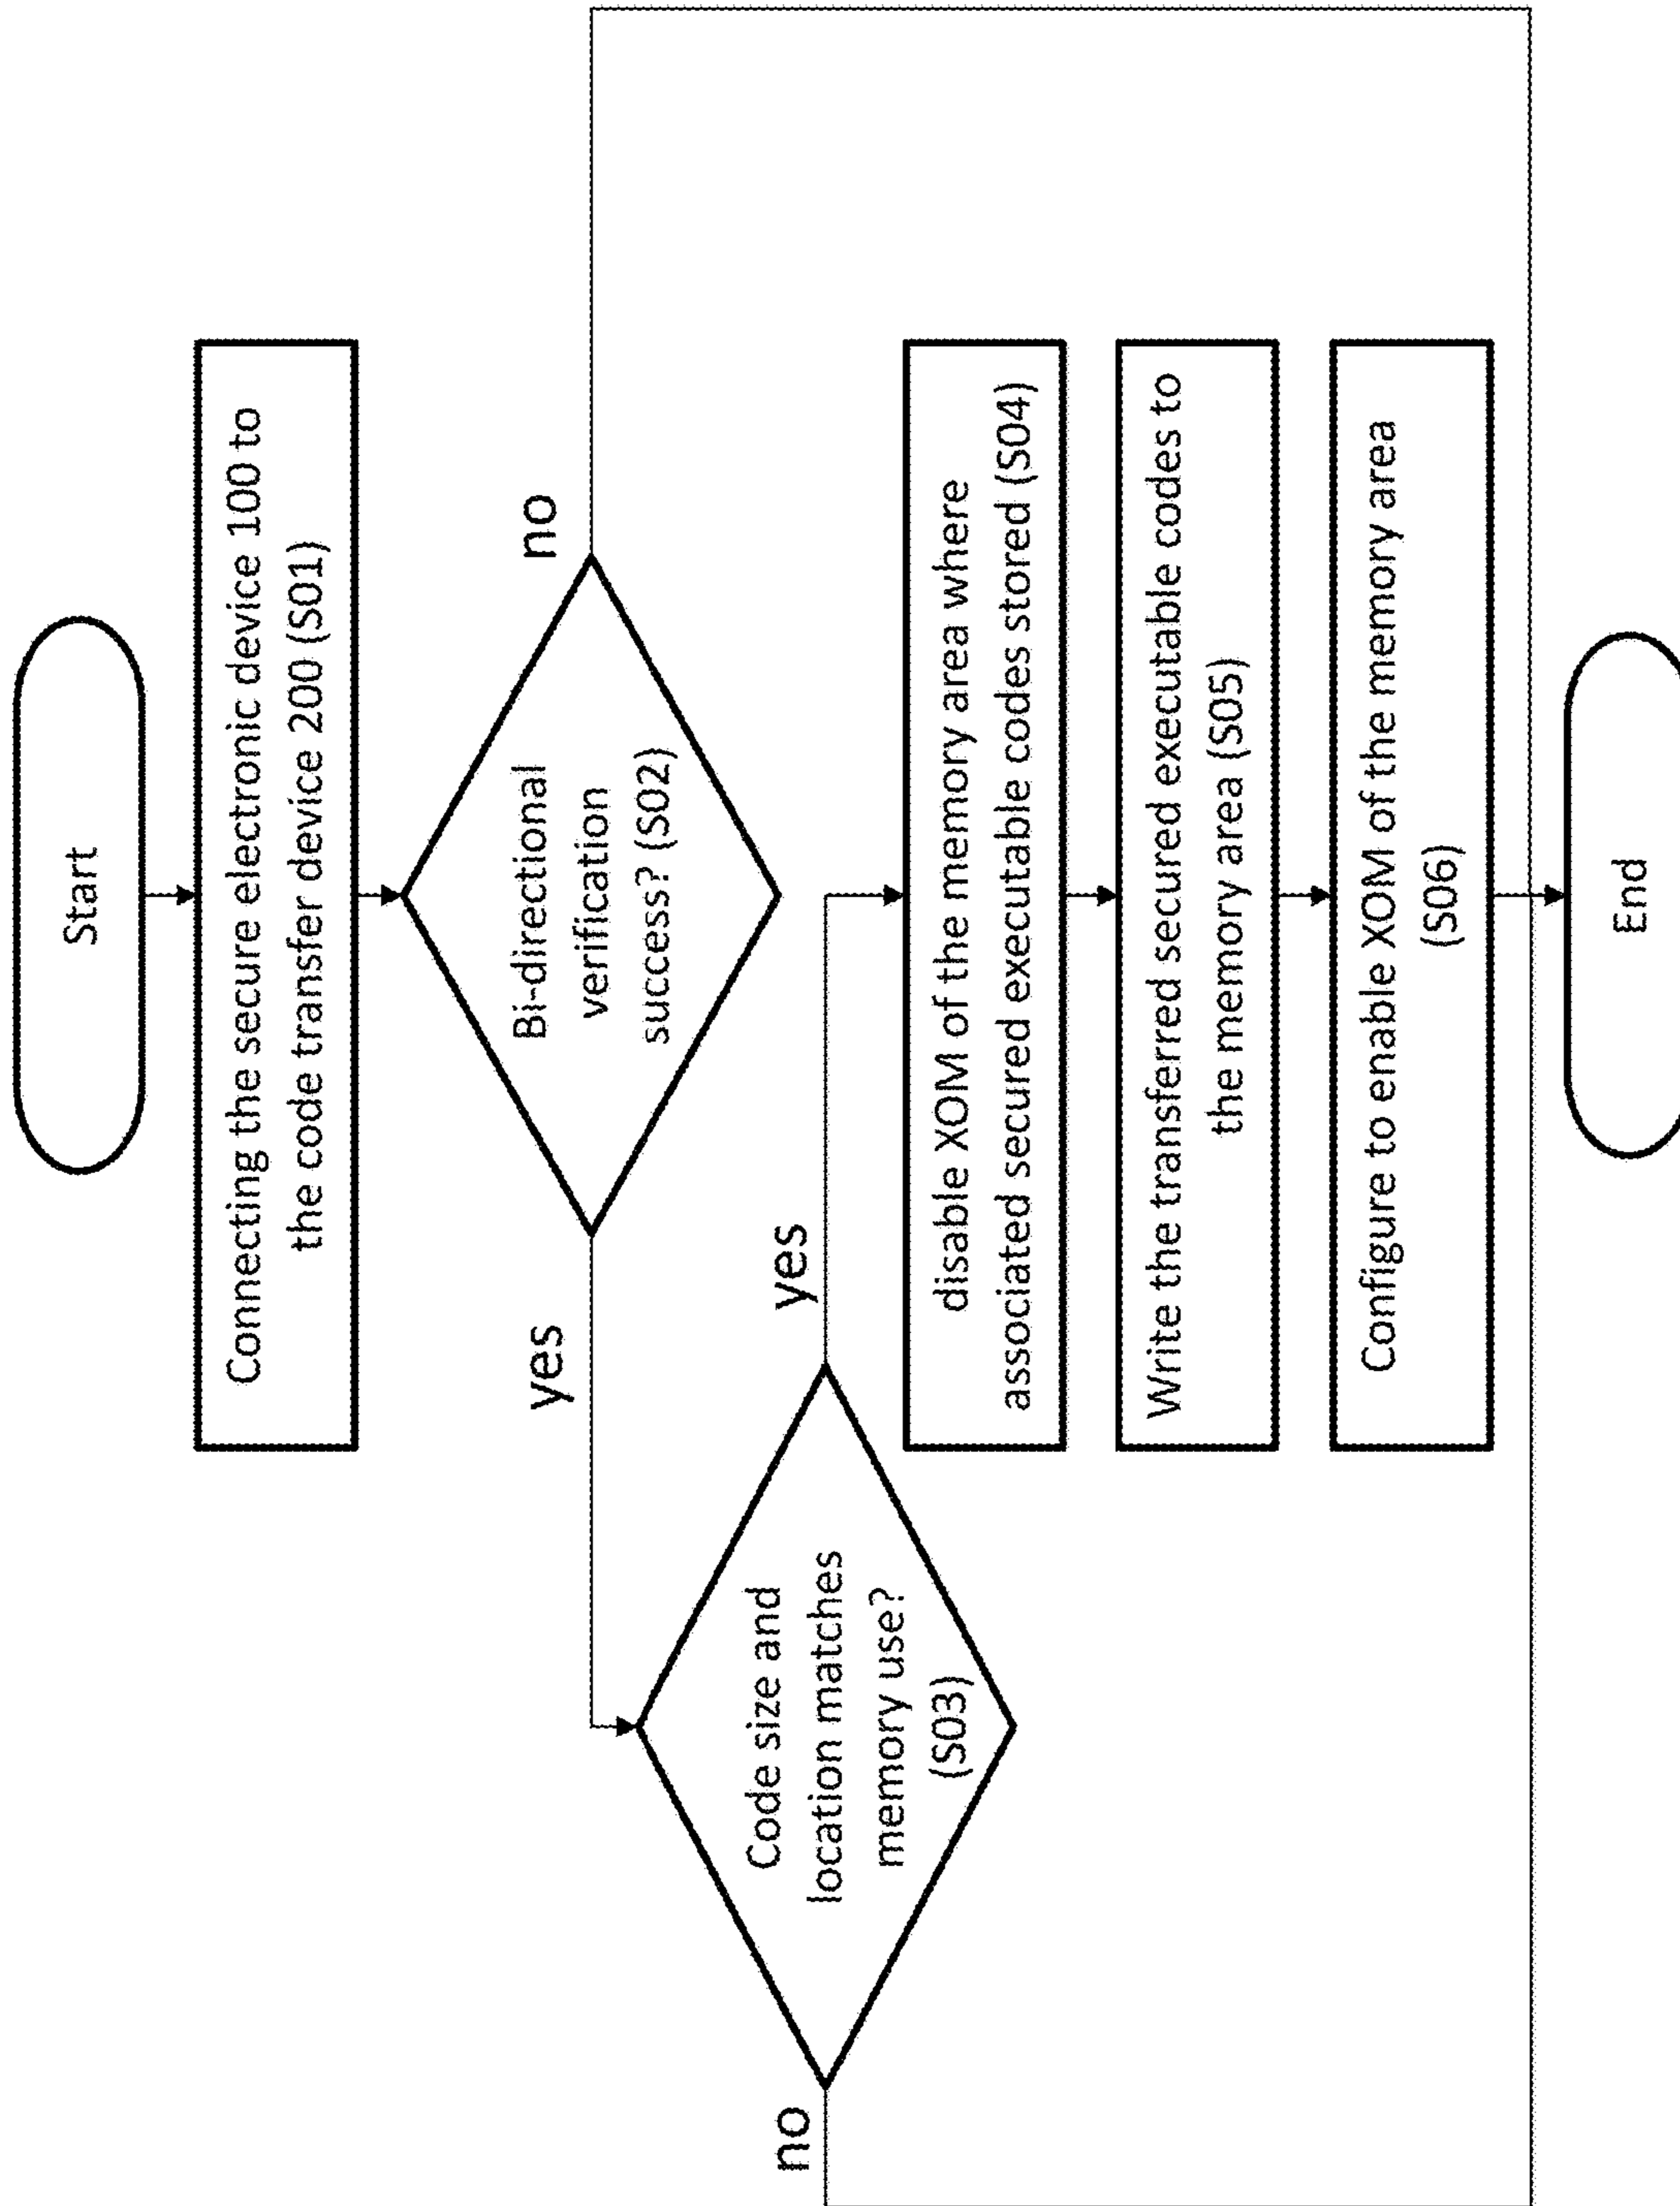 Start
Connecting the secure electronic device 100 to
the code transfer device 200 (S01)
Bi-directional
verification
success? (S02)
no
yes
Code size and
location matches
memory use?
(S03)
yes
no
disable XOM of the memory area where
associated secured executable codes stored (S04)
Write the transferred secured executable codes to
the memory area (S05)
Configure to enable XOM of the memory area
(S06)
End